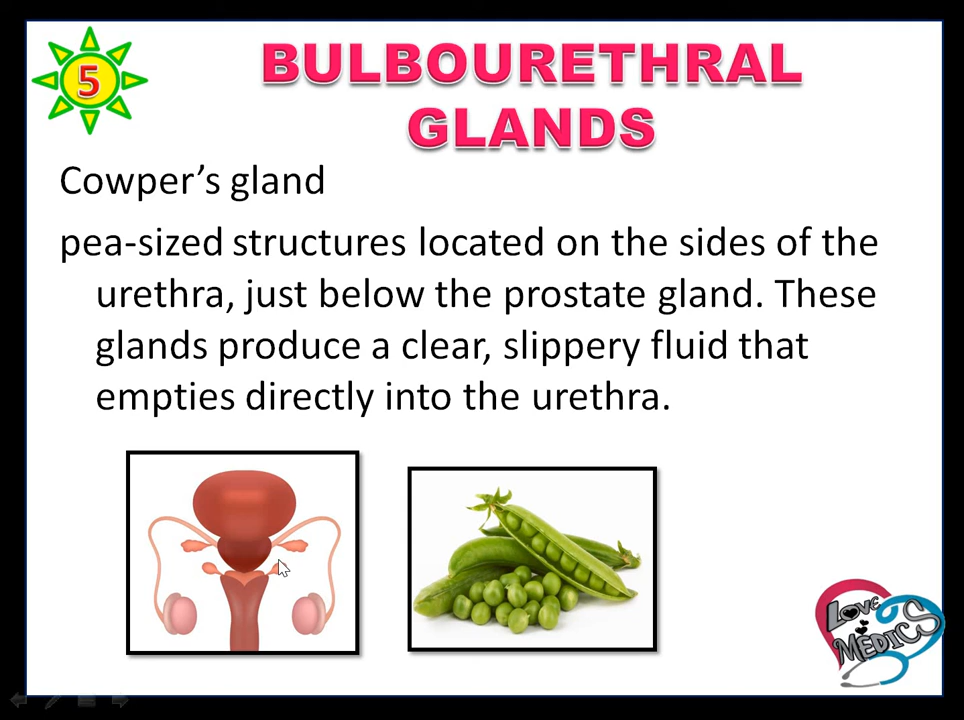 5
BULBOURETHRAL
GLANDS
Cowper’s gland
pea-sized structures located on the sides of the
urethra, just below the prostate gland. These
glands produce a clear, slippery fluid that
empties directly into the urethra.
LOVE
MEDICS